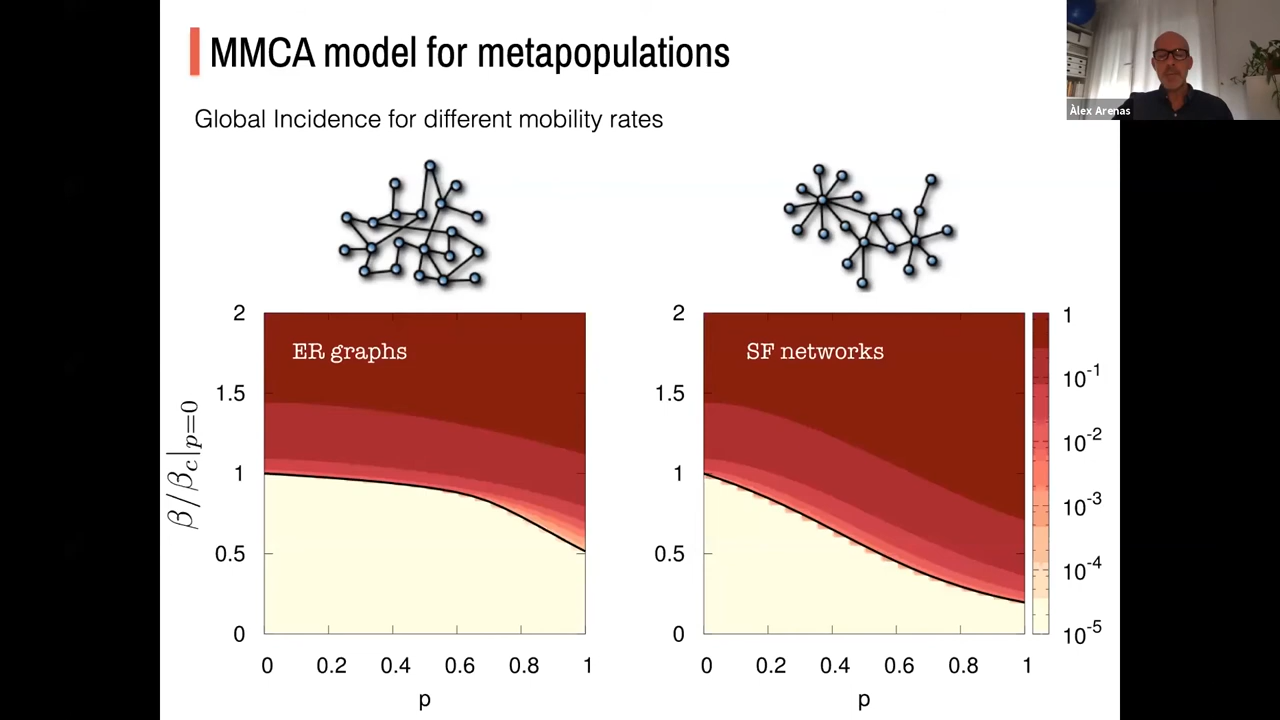 MMCA model for metapopulations
Àlex Arenas
Global Incidence for different mobility rates
ER graphs
2
1.5
1
0.5
0
β/β_c|_{p=0}
0 0.2 0.4 0.6 0.8 1
p
SF networks
2
1.5
1
0.5
0
0 0.2 0.4 0.6 0.8 1
p
1
10^-1
10^-2
10^-3
10^-4
10^-5